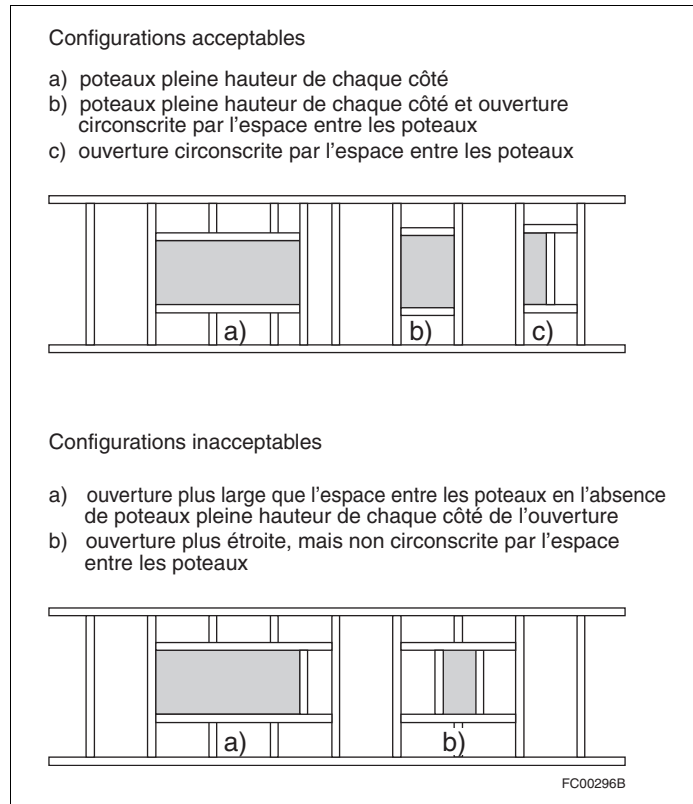 Configurations acceptables
a) poteaux pleine hauteur de chaque côté
b) poteaux pleine hauteur de chaque côté et ouverture
circonscrite par l'espace entre les poteaux
c) ouverture circonscrite par l'espace entre les poteaux
a)
b)
c)
Configurations inacceptables
a) ouverture plus large que l'espace entre les poteaux en l'absence
de poteaux pleine hauteur de chaque côté de l'ouverture
b) ouverture plus étroite, mais non circonscrite par l'espace
entre les poteaux
a)
b)
FC00296B